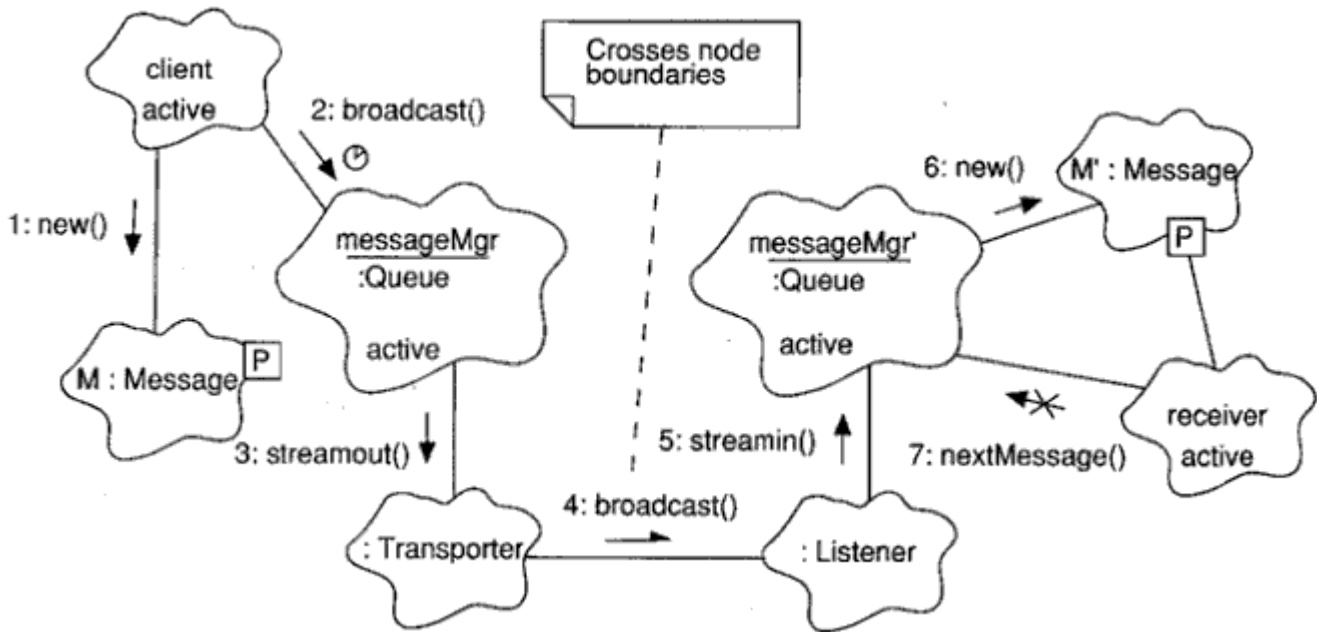 client
active
2: broadcast()
Crosses node
boundaries
1: new()
messageMgr
:Queue
active
messageMgr'
:Queue
active
6: new()
M' : Message
P
M : Message
P
3: streamout()
5: streamin()
7: nextMessage()
receiver
active
: Transporter
4: broadcast()
: Listener